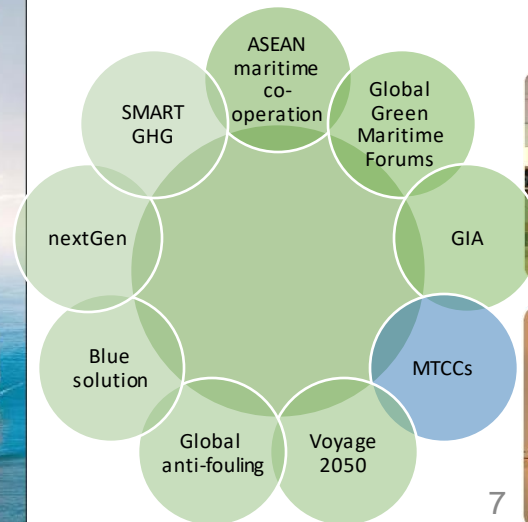 ASEAN
maritime
co-
operation
Global
Green
Maritime
Forums
GIA
MTCCs
Voyage
2050
Global
anti-fouling
Blue
solution
nextGen
SMART
GHG
7